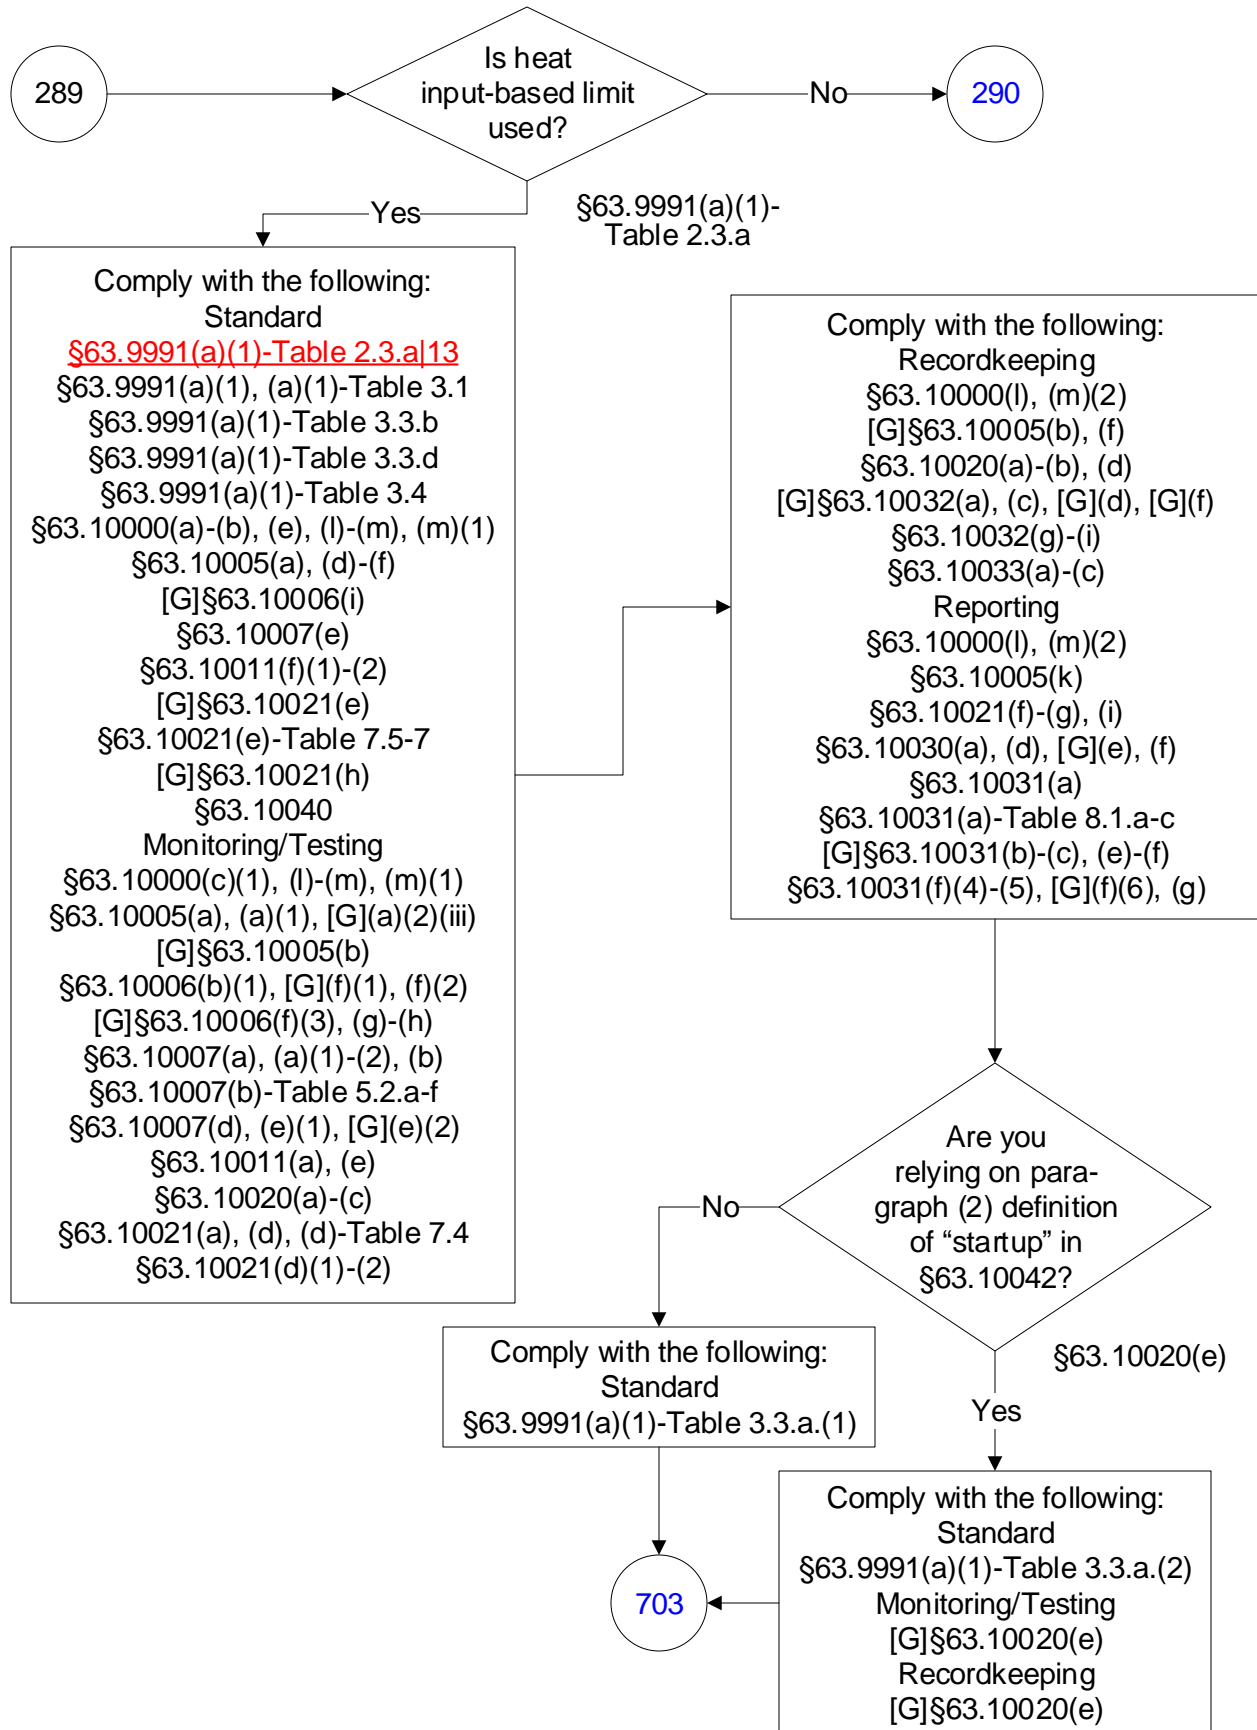 289
Is heat
input-based limit
used?
No
290
Yes
§63.9991(a)(1)-
Table 2.3.a
Comply with the following:
Standard
§63.9991(a)(1)-Table 2.3.a|13
§63.9991(a)(1), (a)(1)-Table 3.1
§63.9991(a)(1)-Table 3.3.b
§63.9991(a)(1)-Table 3.3.d
§63.9991(a)(1)-Table 3.4
§63.10000(a)-(b), (e), (l)-(m), (m)(1)
§63.10005(a), (d)-(f)
[G]§63.10006(i)
§63.10007(e)
§63.10011(f)(1)-(2)
[G]§63.10021(e)
§63.10021(e)-Table 7.5-7
[G]§63.10021(h)
§63.10040
Monitoring/Testing
§63.10000(c)(1), (l)-(m), (m)(1)
§63.10005(a), (a)(1), [G](a)(2)(iii)
[G]§63.10005(b)
§63.10006(b)(1), [G](f)(1), (f)(2)
[G]§63.10006(f)(3), (g)-(h)
§63.10007(a), (a)(1)-(2), (b)
§63.10007(b)-Table 5.2.a-f
§63.10007(d), (e)(1), [G](e)(2)
§63.10011(a), (e)
§63.10020(a)-(c)
§63.10021(a), (d), (d)-Table 7.4
§63.10021(d)(1)-(2)
Comply with the following:
Recordkeeping
§63.10000(l), (m)(2)
[G]§63.10005(b), (f)
§63.10020(a)-(b), (d)
[G]§63.10032(a), (c), [G](d), [G](f)
§63.10032(g)-(i)
§63.10033(a)-(c)
Reporting
§63.10000(l), (m)(2)
§63.10005(k)
§63.10021(f)-(g), (i)
§63.10030(a), (d), [G](e), (f)
§63.10031(a)
§63.10031(a)-Table 8.1.a-c
[G]§63.10031(b)-(c), (e)-(f)
§63.10031(f)(4)-(5), [G](f)(6), (g)
Are you
relying on para-
graph (2) definition
of “startup” in
§63.10042?
No
§63.10020(e)
Yes
Comply with the following:
Standard
§63.9991(a)(1)-Table 3.3.a.(1)
Comply with the following:
Standard
§63.9991(a)(1)-Table 3.3.a.(2)
Monitoring/Testing
[G]§63.10020(e)
Recordkeeping
[G]§63.10020(e)
703